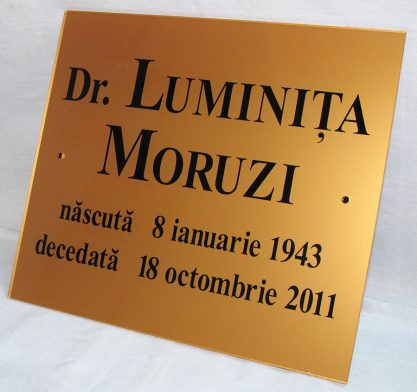 Dr. LUMINIȚA
MORUZI
născută 8 ianuarie 1943
decedată 18 octombrie 2011